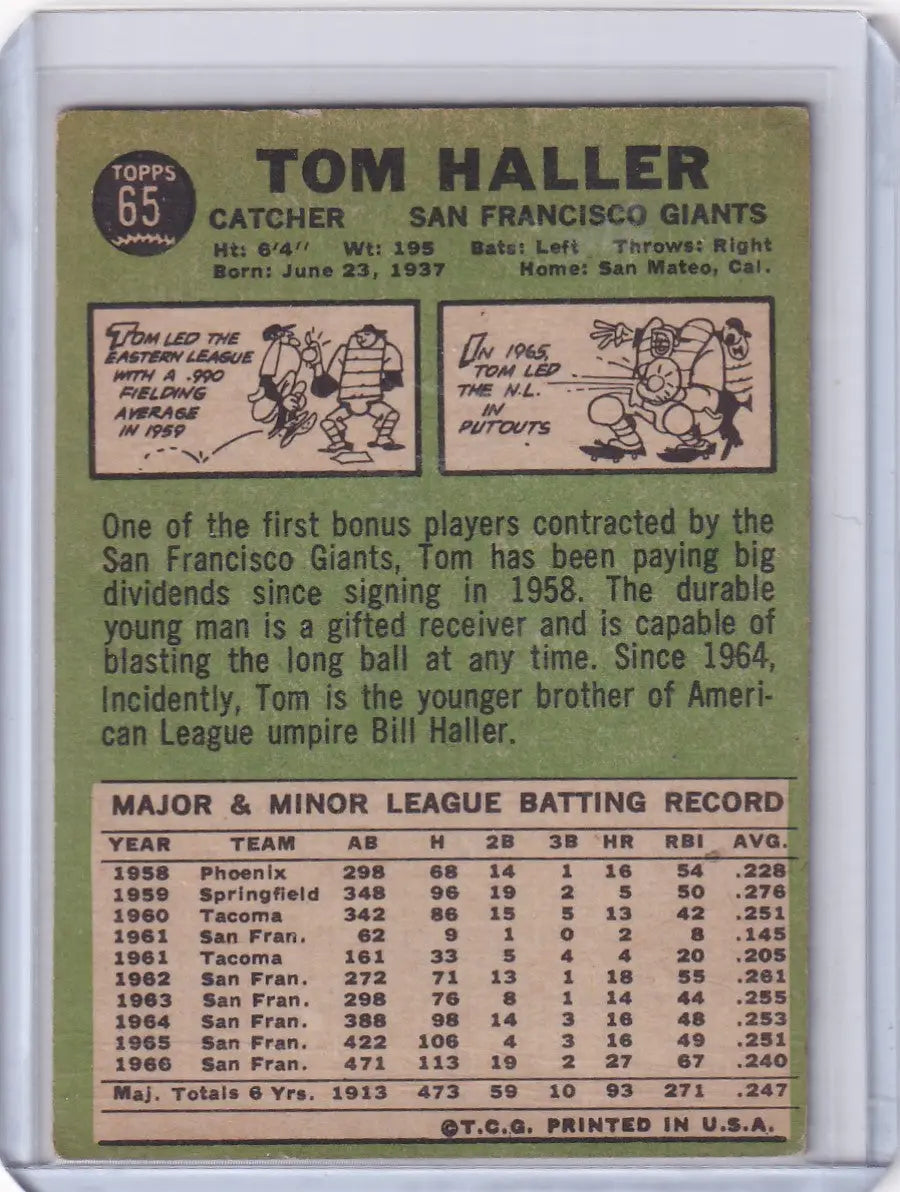 TOPPS
65
TOM HALLER
CATCHER SAN FRANCISCO GIANTS
Ht: 6'4" Wt: 195 Bats: Left Throws: Right
Born: June 23, 1937 Home: San Mateo, Cal.
TOM LED THE
EASTERN LEAGUE
WITH A .990
FIELDING
AVERAGE
IN 1959
IN 1965,
TOM LED
THE N.L.
IN
PUTOUTS
One of the first bonus players contracted by the
San Francisco Giants, Tom has been paying big
dividends since signing in 1958. The durable
young man is a gifted receiver and is capable of
blasting the long ball at any time. Since 1964,
Incidently, Tom is the younger brother of Ameri-
can League umpire Bill Haller.
MAJOR & MINOR LEAGUE BATTING RECORD
YEAR TEAM AB H 2B 3B HR RBI AVG.
1958 Phoenix 298 68 14 1 16 54 .228
1959 Springfield 348 96 19 2 5 50 .276
1960 Tacoma 342 86 15 5 13 42 .251
1961 San Fran. 62 9 1 0 2 8 .145
1961 Tacoma 161 33 5 4 4 20 .205
1962 San Fran. 272 71 13 1 18 55 .261
1963 San Fran. 298 76 8 1 14 44 .255
1964 San Fran. 388 98 14 3 16 48 .253
1965 San Fran. 422 106 4 3 16 49 .251
1966 San Fran. 471 113 19 2 27 67 .240
Maj. Totals 6 Yrs. 1913 473 59 10 93 271 .247
©T.C.G. PRINTED IN U.S.A.